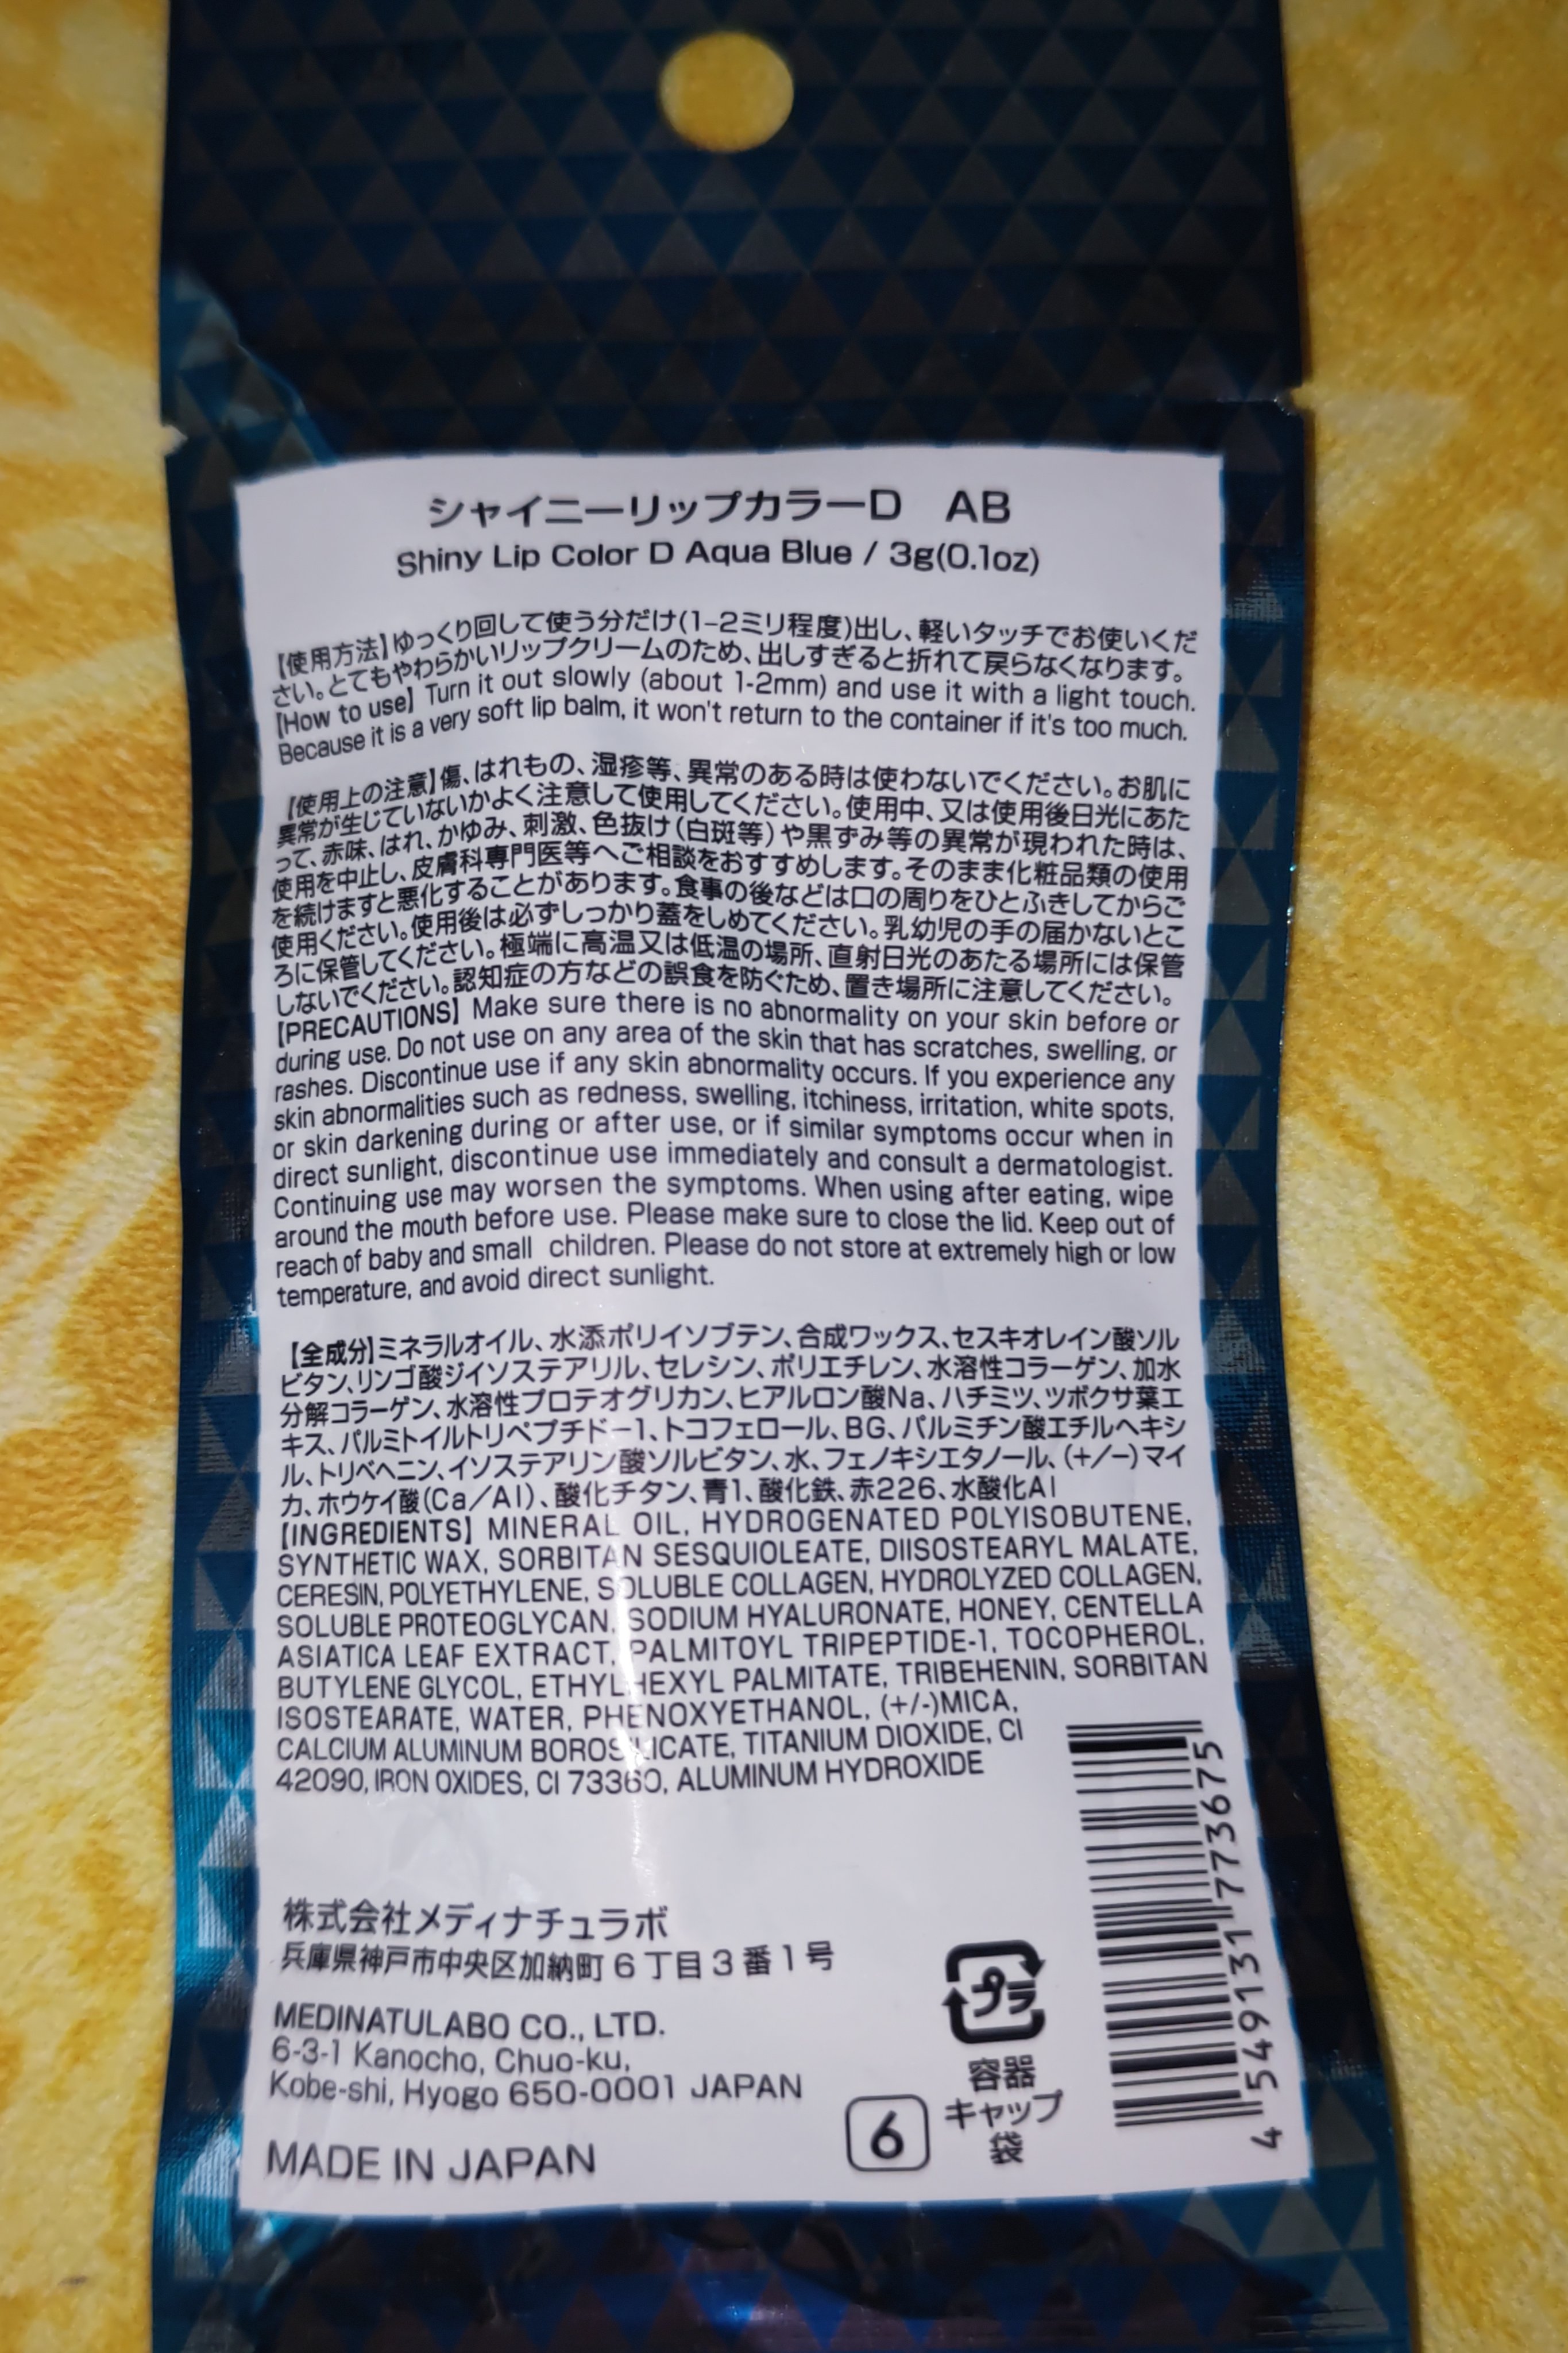 シャイニーリップカラーD　AB
Shiny Lip Color D Aqua Blue / 3g(0.1oz)
【使用方法】ゆっくり回して使う分だけ(1-2ミリ程度)出し、軽いタッチでお使いくだ
さい。とてもやわらかいリップクリームのため、出しすぎると折れて戻らなくなります。
【How to use】 Turn it out slowly (about 1-2mm) and use it with a light touch.
Because it is a very soft lip balm, it won't return to the container if it's too much.
【使用上の注意】傷、はれもの、湿疹等、異常のある時は使わないでください。お肌に
異常が生じていないかよく注意して使用してください。使用中、又は使用後日光にあた
って、赤味、はれ、かゆみ、刺激、色抜け(白斑等)や黒ずみ等の異常が現われた時は、
使用を中止し、皮膚科専門医等へご相談をおすすめします。そのまま化粧品類の使用
を続けますと悪化することがあります。食事の後などは口の周りをひとふきしてからご
使用ください。使用後は必ずしっかり蓋をしめてください。乳幼児の手の届かないとこ
ろに保管してください。極端に高温又は低温の場所、直射日光のあたる場所には保管
しないでください。認知症の方などの誤食を防ぐため、置き場所に注意してください。
【PRECAUTIONS】 Make sure there is no abnormality on your skin before or
during use. Do not use on any area of the skin that has scratches, swelling, or
rashes. Discontinue use if any skin abnormality occurs. If you experience any
skin abnormalities such as redness, swelling, itchiness, irritation, white spots,
or skin darkening during or after use, or if similar symptoms occur when in
direct sunlight, discontinue use immediately and consult a dermatologist.
Continuing use may worsen the symptoms. When using after eating, wipe
around the mouth before use. Please make sure to close the lid. Keep out of
reach of baby and small children. Please do not store at extremely high or low
temperature, and avoid direct sunlight.
【全成分】ミネラルオイル、水添ポリイソブテン、合成ワックス、セスキオレイン酸ソル
ビタン、リンゴ酸ジイソステアリル、セレシン、ポリエチレン、水溶性コラーゲン、加水
分解コラーゲン、水溶性プロテオグリカン、ヒアルロン酸Na、ハチミツ、ツボクサ葉エ
キス、パルミトイルトリペプチドー1、トコフェロール、BG、パルミチン酸エチルヘキシ
ル、トリベヘニン、イソステアリン酸ソルビタン、水、フェノキシエタノール、(+/−)マイ
カ、ホウケイ酸(Ca/Al)、酸化チタン、青1、酸化鉄、赤226、水酸化Al
【INGREDIENTS】 MINERAL OIL, HYDROGENATED POLYISOBUTENE,
SYNTHETIC WAX, SORBITAN SESQUIOLEATE, DIISOSTEARYL MALATE,
CERESIN, POLYETHYLENE, SOLUBLE COLLAGEN, HYDROLYZED COLLAGEN,
SOLUBLE PROTEOGLYCAN, SODIUM HYALURONATE, HONEY, CENTELLA
ASIATICA LEAF EXTRACT, PALMITOYL TRIPEPTIDE-1, TOCOPHEROL,
BUTYLENE GLYCOL, ETHYLHEXYL PALMITATE, TRIBEHENIN, SORBITAN
ISOSTEARATE, WATER, PHENOXYETHANOL, (+/-)MICA,
CALCIUM ALUMINUM BOROSILICATE, TITANIUM DIOXIDE, CI
42090, IRON OXIDES, CI 73360, ALUMINUM HYDROXIDE
4 549131 773675
株式会社メディナチュラボ
兵庫県神戸市中央区加納町6丁目3番1号
MEDINATULABO CO., LTD.
6-3-1 Kanocho, Chuo-ku,
Kobe-shi, Hyogo 650-0001 JAPAN
MADE IN JAPAN
6
プラ
容器
キャップ
袋